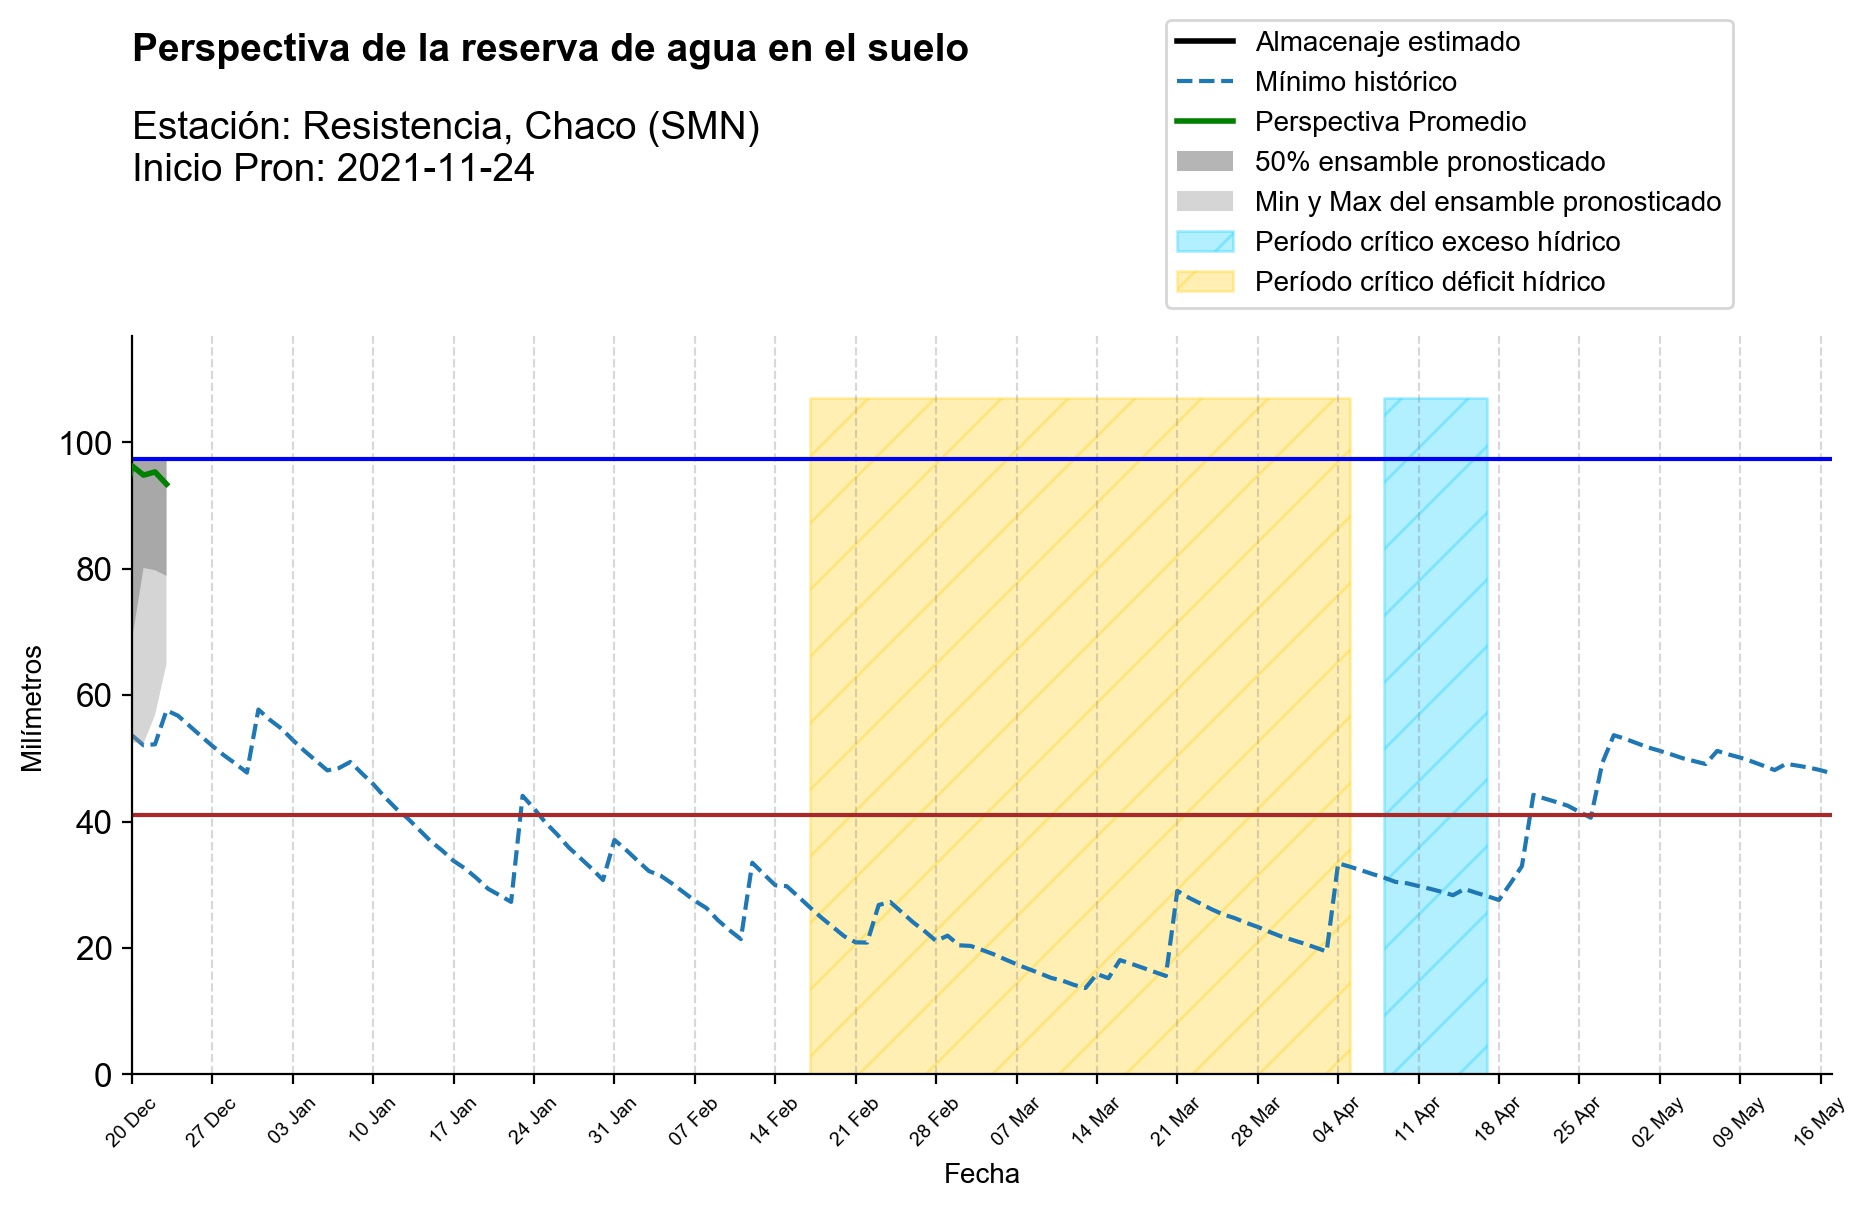 Perspectiva de la reserva de agua en el suelo
Estación: Resistencia, Chaco (SMN)
Inicio Pron: 2021-11-24
Almacenaje estimado
Mínimo histórico
Perspectiva Promedio
50% ensamble pronosticado
Min y Max del ensamble pronosticado
Período crítico exceso hídrico
Período crítico déficit hídrico
Milímetros
100
80
60
40
20
0
20 Dec
27 Dec
03 Jan
10 Jan
17 Jan
24 Jan
31 Jan
07 Feb
14 Feb
21 Feb
28 Feb
07 Mar
14 Mar
21 Mar
28 Mar
04 Apr
11 Apr
18 Apr
25 Apr
02 May
09 May
16 May
Fecha